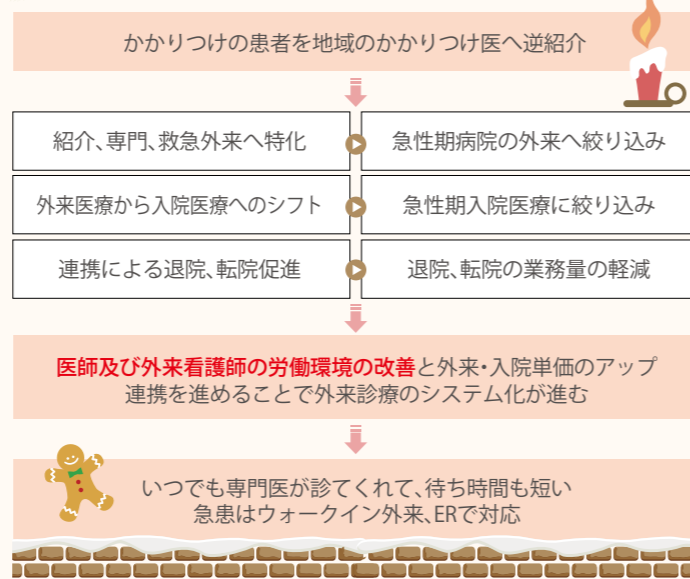 かかりつけの患者を地域のかかりつけ医へ逆紹介
紹介、専門、救急外来へ特化
急性期病院の外来へ絞り込み
外来医療から入院医療へのシフト
急性期入院医療に絞り込み
連携による退院、転院促進
退院、転院の業務量の軽減
医師及び外来看護師の労働環境の改善と外来・入院単価のアップ
連携を進めることで外来診療のシステム化が進む
いつでも専門医が診てくれて、待ち時間も短い
急患はウォークイン外来、ERで対応